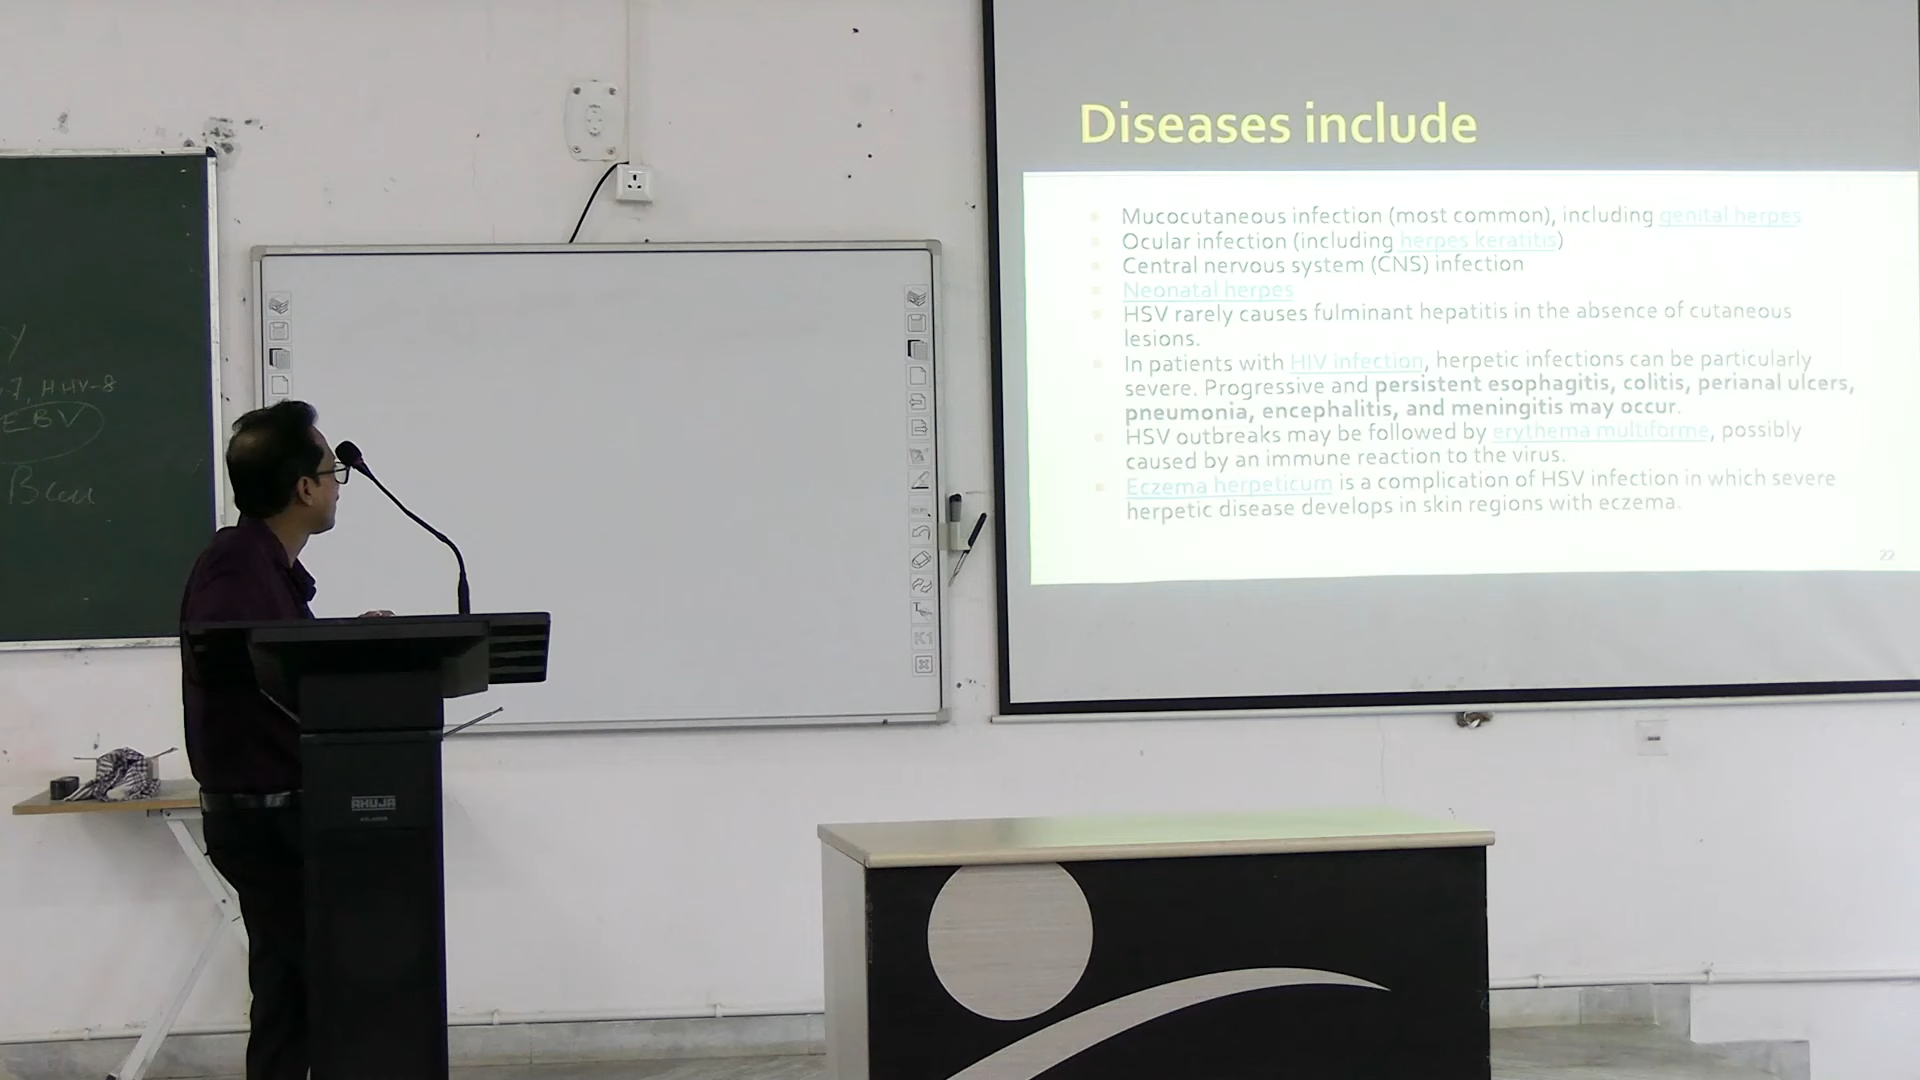 Y
-7, HHV-8
EBV
B cell
AHUJA
K1
Diseases include
Mucocutaneous infection (most common), including genital herpes
Ocular infection (including herpes keratitis)
Central nervous system (CNS) infection
Neonatal herpes
HSV rarely causes fulminant hepatitis in the absence of cutaneous
lesions.
In patients with HIV infection, herpetic infections can be particularly
severe. Progressive and persistent esophagitis, colitis, perianal ulcers,
pneumonia, encephalitis, and meningitis may occur.
HSV outbreaks may be followed by erythema multiforme, possibly
caused by an immune reaction to the virus.
Eczema herpeticum is a complication of HSV infection in which severe
herpetic disease develops in skin regions with eczema.
22